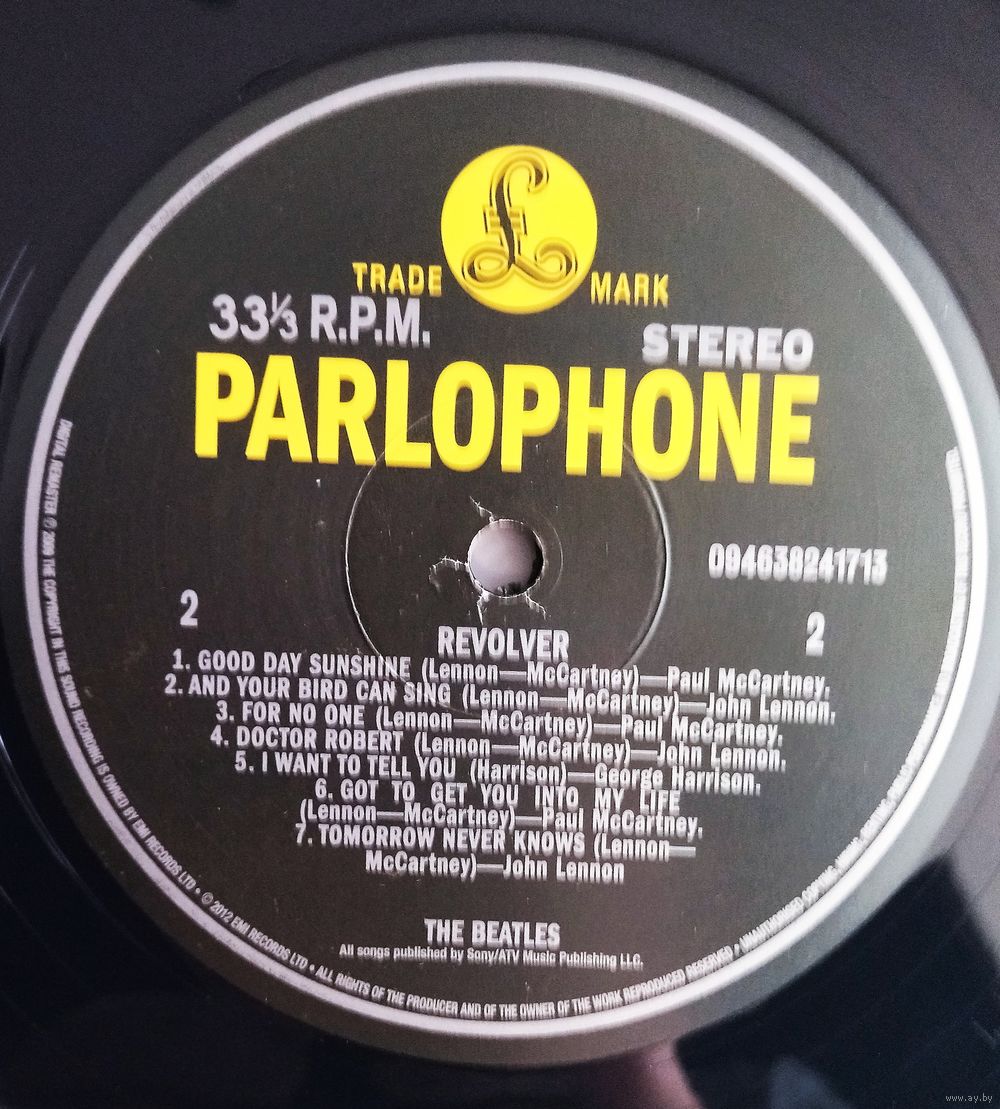 £
TRADE MARK
33⅓ R.P.M.
STEREO
PARLOPHONE
094638241713
2
2
REVOLVER
1. GOOD DAY SUNSHINE (Lennon—McCartney)—Paul McCartney.
2. AND YOUR BIRD CAN SING (Lennon—McCartney)—John Lennon.
3. FOR NO ONE (Lennon—McCartney)—Paul McCartney.
4. DOCTOR ROBERT (Lennon—McCartney)—John Lennon.
5. I WANT TO TELL YOU (Harrison)—George Harrison.
6. GOT TO GET YOU INTO MY LIFE
(Lennon—McCartney)—Paul McCartney.
7. TOMORROW NEVER KNOWS (Lennon—
McCartney)—John Lennon
THE BEATLES
All songs published by Sony/ATV Music Publishing LLC.
DIGITAL REMASTER ℗ 2009 THE COPYRIGHT IN THIS SOUND RECORDING IS OWNED BY EMI RECORDS LTD • © 2012 EMI RECORDS LTD • ALL RIGHTS OF THE PRODUCER AND OF THE OWNER OF THE WORK REPRODUCED RESERVED • UNAUTHORISED COPYING,
www.ay.by